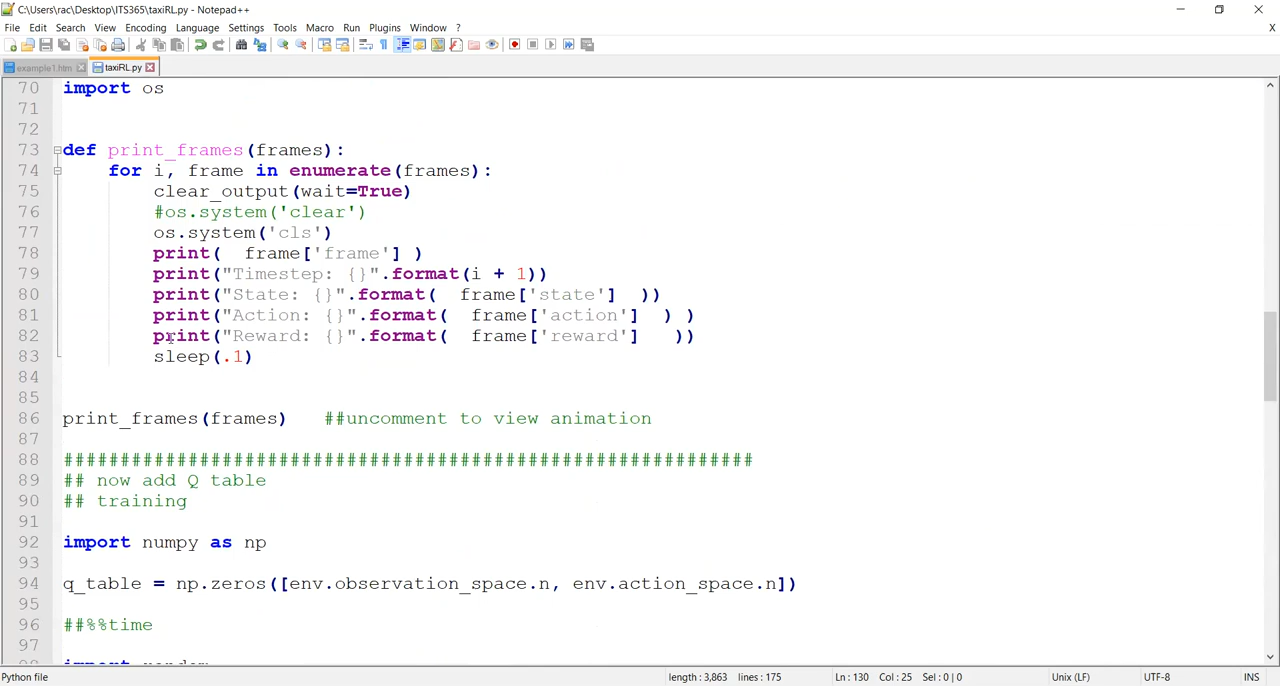 C:\Users\rac\Desktop\ITS365\taxiRL.py - Notepad++
File Edit Search View Encoding Language Settings Tools Macro Run Plugins Window ? X
example1.htm taxiRL.py
70 import os
71
72
73 def print_frames(frames):
74     for i, frame in enumerate(frames):
75         clear_output(wait=True)
76         #os.system('clear')
77         os.system('cls')
78         print(  frame['frame'] )
79         print("Timestep: {}".format(i + 1))
80         print("State: {}".format(  frame['state']  ))
81         print("Action: {}".format(  frame['action']  ) )
82         print("Reward: {}".format(  frame['reward']   ))
83         sleep(.1)
84
85
86 print_frames(frames)   ##uncomment to view animation
87
88 #############################################################
89 ## now add Q table
90 ## training
91
92 import numpy as np
93
94 q_table = np.zeros([env.observation_space.n, env.action_space.n])
95
96 ##%%time
97
Python file length : 3,863 lines : 175 Ln : 130 Col : 25 Sel : 0 | 0 Unix (LF) UTF-8 INS